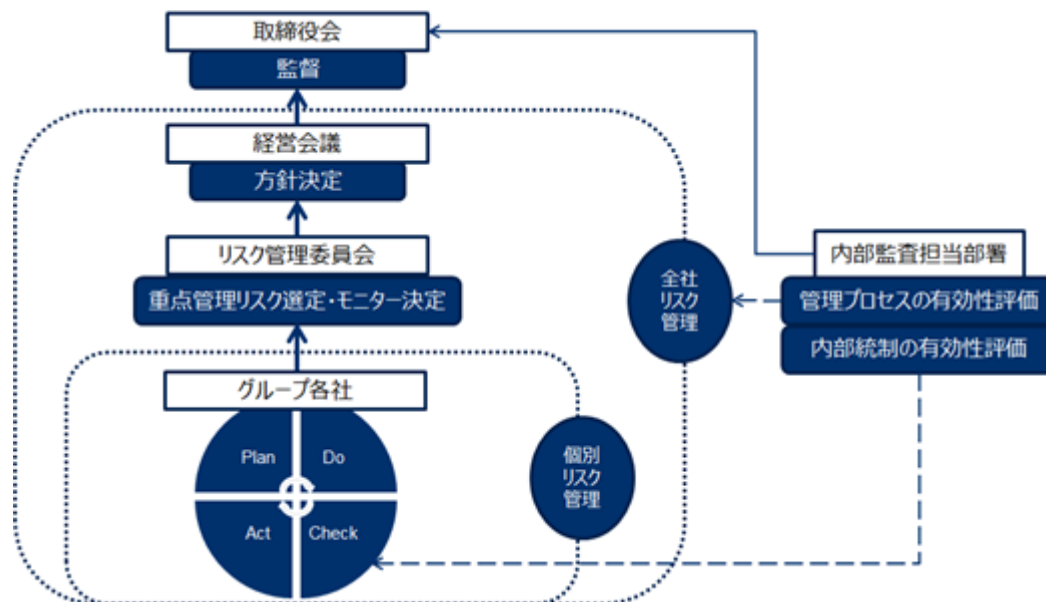 取締役会
監督
経営会議
方針決定
リスク管理委員会
重点管理リスク選定・モニター決定
グループ各社
Plan
Do
Act
Check
個別
リスク
管理
全社
リスク
管理
内部監査担当部署
管理プロセスの有効性評価
内部統制の有効性評価